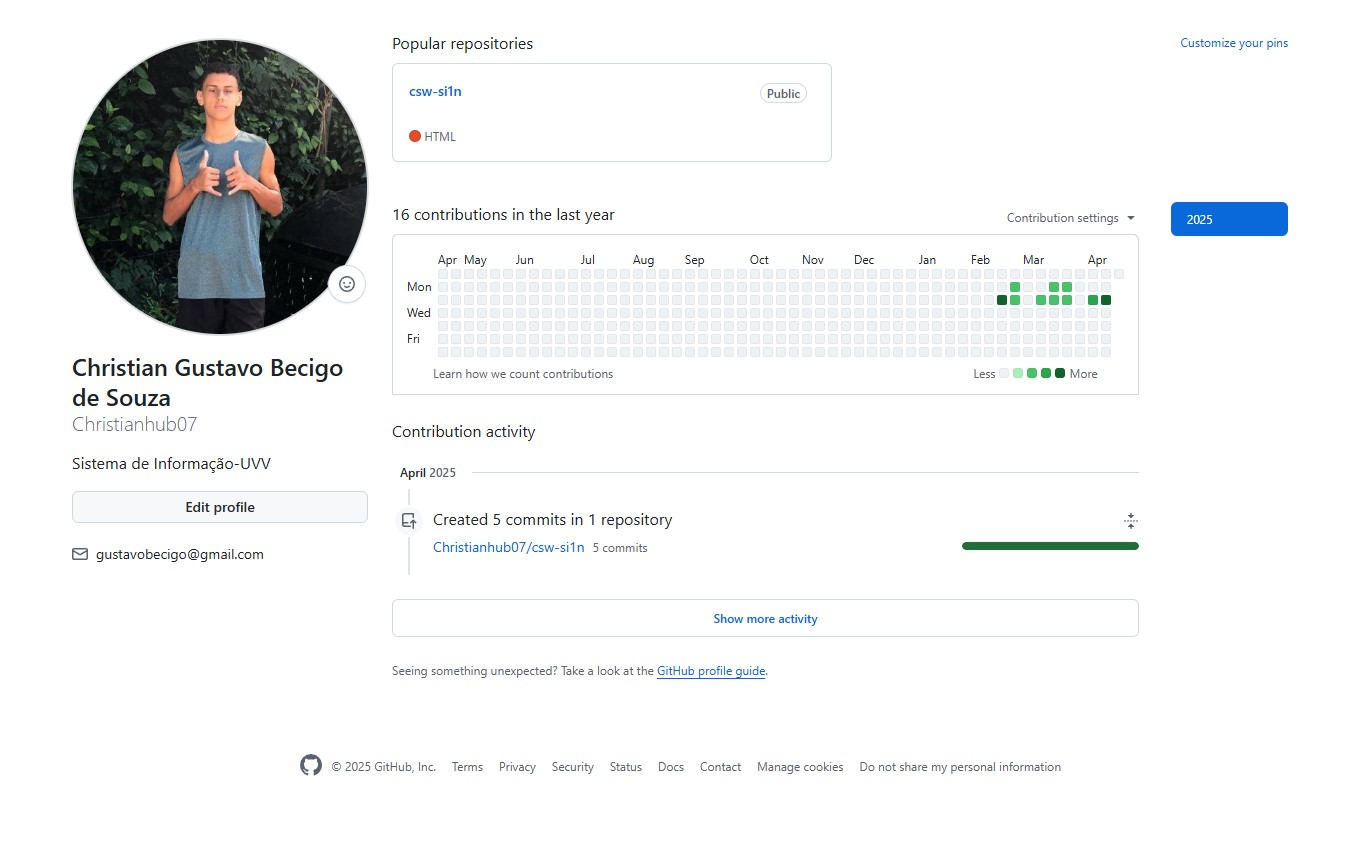 Popular repositories
Customize your pins
csw-si1n
Public
HTML
16 contributions in the last year
Contribution settings
2025
Apr May Jun Jul Aug Sep Oct Nov Dec Jan Feb Mar Apr
Mon
Wed
Fri
Learn how we count contributions
Less
More
Christian Gustavo Becigo
de Souza
Christianhub07
Sistema de Informação-UVV
Edit profile
gustavobecigo@gmail.com
Contribution activity
April 2025
Created 5 commits in 1 repository
Christianhub07/csw-si1n 5 commits
Show more activity
Seeing something unexpected? Take a look at the GitHub profile guide.
© 2025 GitHub, Inc. Terms Privacy Security Status Docs Contact Manage cookies Do not share my personal information